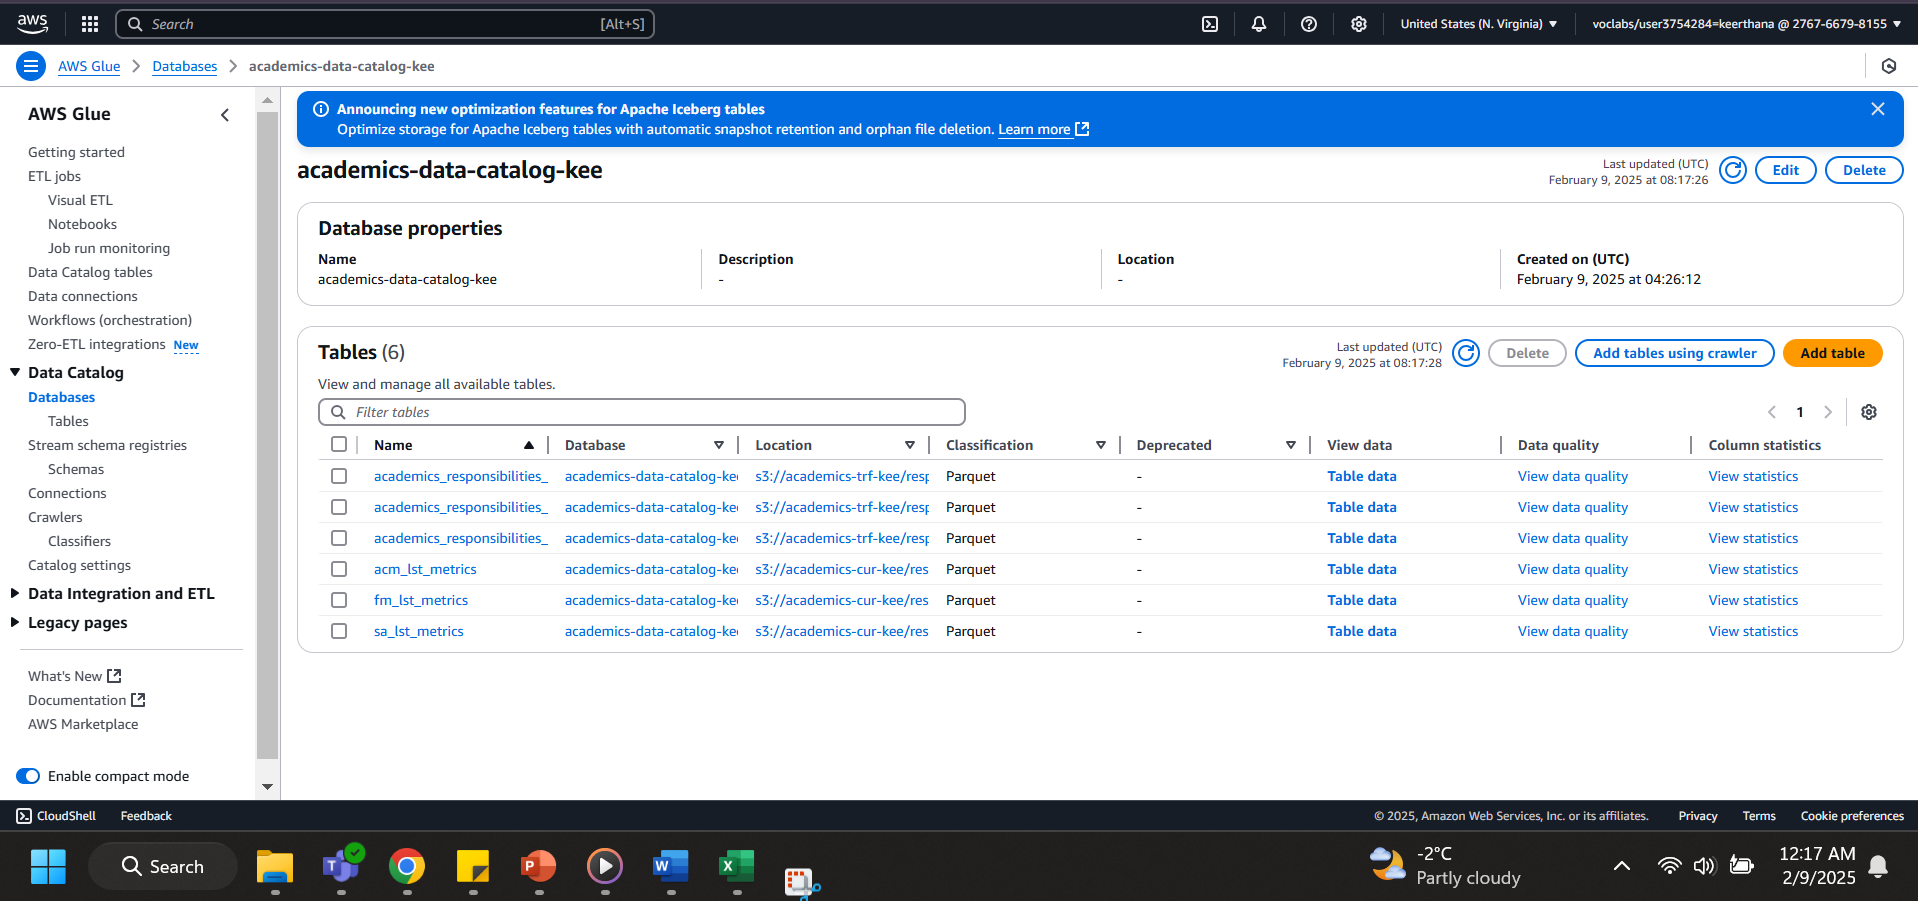 aws
Search [Alt+S]
United States (N. Virginia)
voclabs/user3754284=keerthana @ 2767-6679-8155
AWS Glue
Databases
academics-data-catalog-kee
AWS Glue
Getting started
ETL jobs
Visual ETL
Notebooks
Job run monitoring
Data Catalog tables
Data connections
Workflows (orchestration)
Zero-ETL integrations New
Data Catalog
Databases
Tables
Stream schema registries
Schemas
Connections
Crawlers
Classifiers
Catalog settings
Data Integration and ETL
Legacy pages
What's New
Documentation
AWS Marketplace
Enable compact mode
Announcing new optimization features for Apache Iceberg tables
Optimize storage for Apache Iceberg tables with automatic snapshot retention and orphan file deletion. Learn more
academics-data-catalog-kee
Last updated (UTC)
February 9, 2025 at 08:17:26
Edit
Delete
Database properties
Name
academics-data-catalog-kee
Description
-
Location
-
Created on (UTC)
February 9, 2025 at 04:26:12
Tables (6)
Last updated (UTC)
February 9, 2025 at 08:17:28
Delete
Add tables using crawler
Add table
View and manage all available tables.
Filter tables
1
Name Database Location Classification Deprecated View data Data quality Column statistics
academics_responsibilities_ academics-data-catalog-ke s3://academics-trf-kee/resp Parquet - Table data View data quality View statistics
academics_responsibilities_ academics-data-catalog-ke s3://academics-trf-kee/resp Parquet - Table data View data quality View statistics
academics_responsibilities_ academics-data-catalog-ke s3://academics-trf-kee/resp Parquet - Table data View data quality View statistics
acm_lst_metrics academics-data-catalog-ke s3://academics-cur-kee/res Parquet - Table data View data quality View statistics
fm_lst_metrics academics-data-catalog-ke s3://academics-cur-kee/res Parquet - Table data View data quality View statistics
sa_lst_metrics academics-data-catalog-ke s3://academics-cur-kee/res Parquet - Table data View data quality View statistics
CloudShell Feedback
© 2025, Amazon Web Services, Inc. or its affiliates. Privacy Terms Cookie preferences
Search
-2°C
Partly cloudy
12:17 AM
2/9/2025